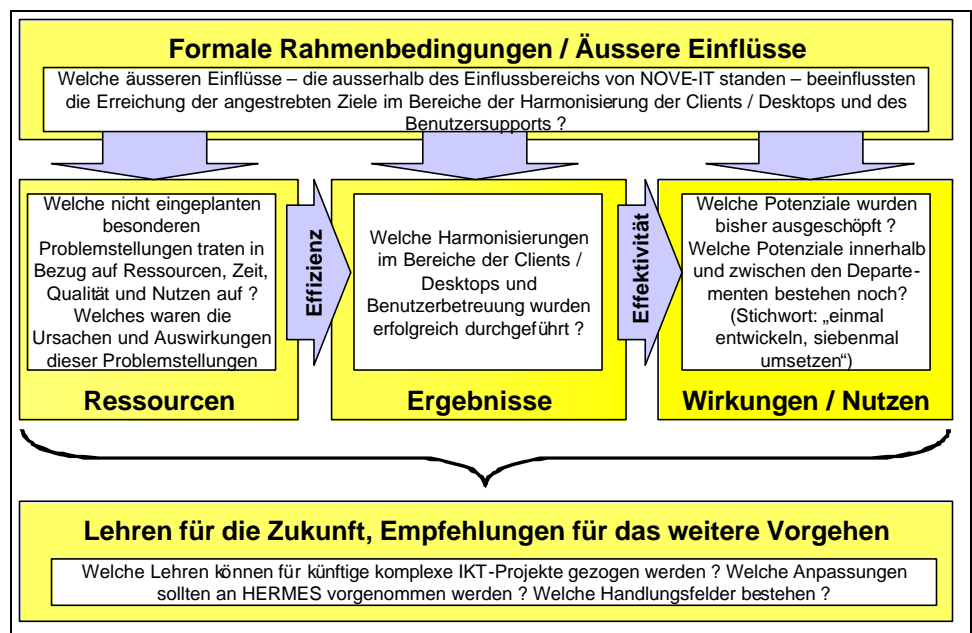 Formale Rahmenbedingungen / Äussere Einflüsse
Welche äusseren Einflüsse – die ausserhalb des Einflussbereichs von NOVE-IT standen – beeinflussten
die Erreichung der angestrebten Ziele im Bereiche der Harmonisierung der Clients / Desktops und des
Benutzersupports ?
Welche nicht eingeplanten
besonderen
Problemstellungen traten in
Bezug auf Ressourcen, Zeit,
Qualität und Nutzen auf ?
Welches waren die
Ursachen und Auswirkungen
dieser Problemstellungen
Ressourcen
Effizienz
Welche Harmonisierungen
im Bereiche der Clients /
Desktops und
Benutzerbetreuung wurden
erfolgreich durchgeführt ?
Ergebnisse
Effektivität
Welche Potenziale wurden
bisher ausgeschöpft ?
Welche Potenziale innerhalb
und zwischen den Departe-
menten bestehen noch?
(Stichwort: „einmal
entwickeln, siebenmal
umsetzen“)
Wirkungen / Nutzen
Lehren für die Zukunft, Empfehlungen für das weitere Vorgehen
Welche Lehren können für künftige komplexe IKT-Projekte gezogen werden ? Welche Anpassungen
sollten an HERMES vorgenommen werden ? Welche Handlungsfelder bestehen ?